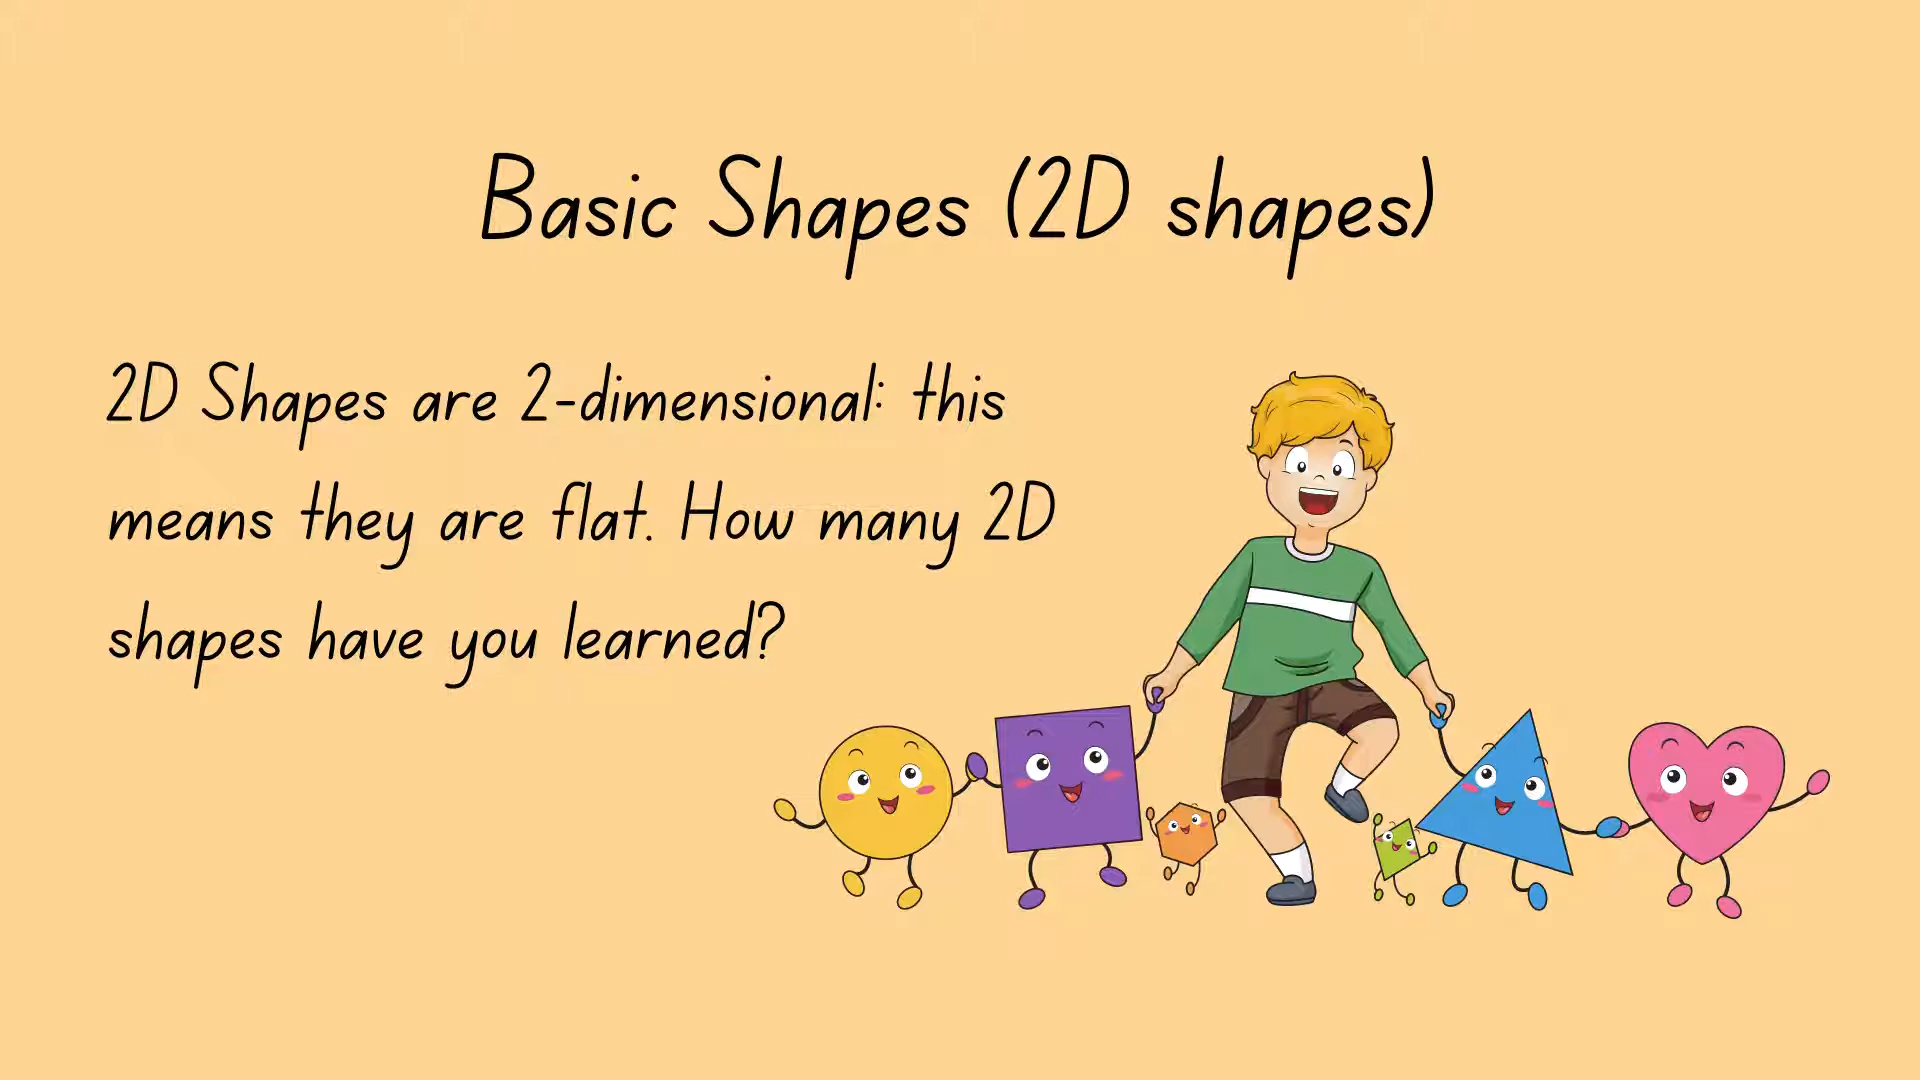 Basic Shapes (2D shapes)
2D Shapes are 2-dimensional: this
means they are flat. How many 2D
shapes have you learned?